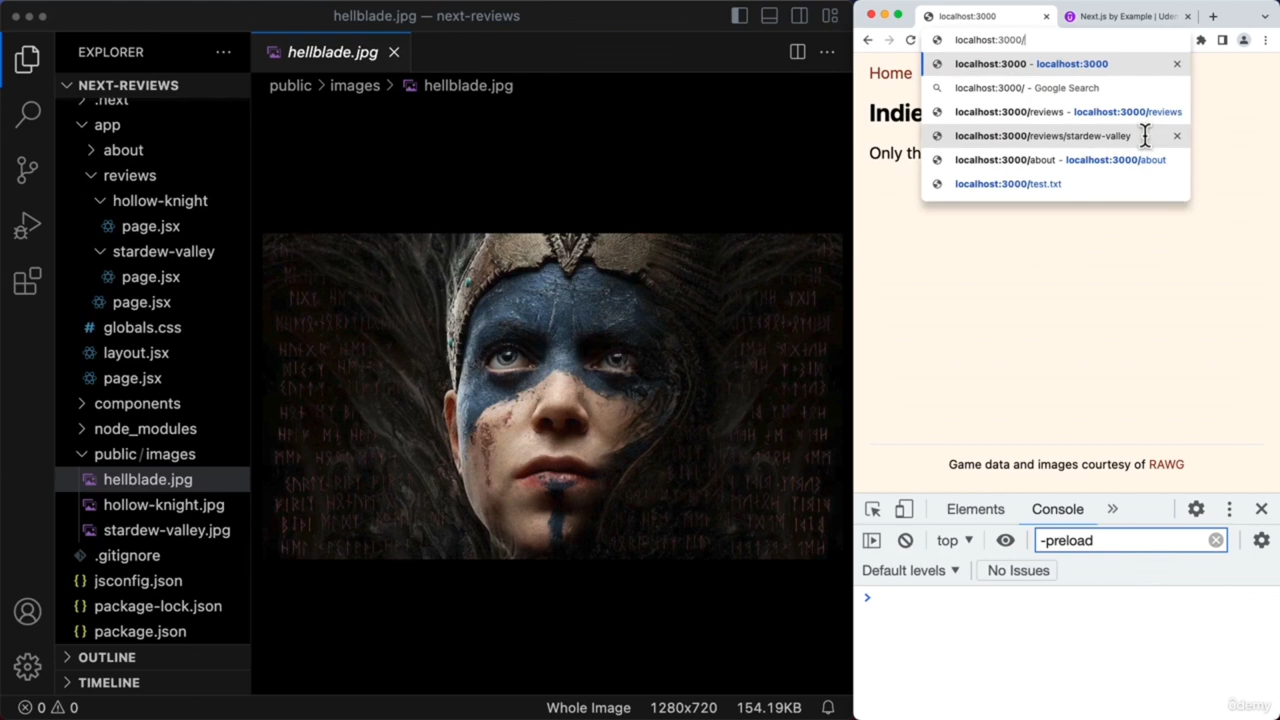 hellblade.jpg — next-reviews
EXPLORER
NEXT-REVIEWS
.next
app
about
reviews
hollow-knight
page.jsx
stardew-valley
page.jsx
page.jsx
globals.css
layout.jsx
page.jsx
components
node_modules
public / images
hellblade.jpg
hollow-knight.jpg
stardew-valley.jpg
.gitignore
jsconfig.json
package-lock.json
package.json
OUTLINE
TIMELINE
hellblade.jpg
public > images > hellblade.jpg
0 0
Whole Image 1280x720 154.19KB
localhost:3000
Next.js by Example | Uder
localhost:3000/
localhost:3000 - localhost:3000
localhost:3000/ - Google Search
localhost:3000/reviews - localhost:3000/reviews
localhost:3000/reviews/stardew-valley
localhost:3000/about - localhost:3000/about
localhost:3000/test.txt
Home
Indie
Only th
Game data and images courtesy of RAWG
Elements Console
top
-preload
Default levels No Issues
ûdemy